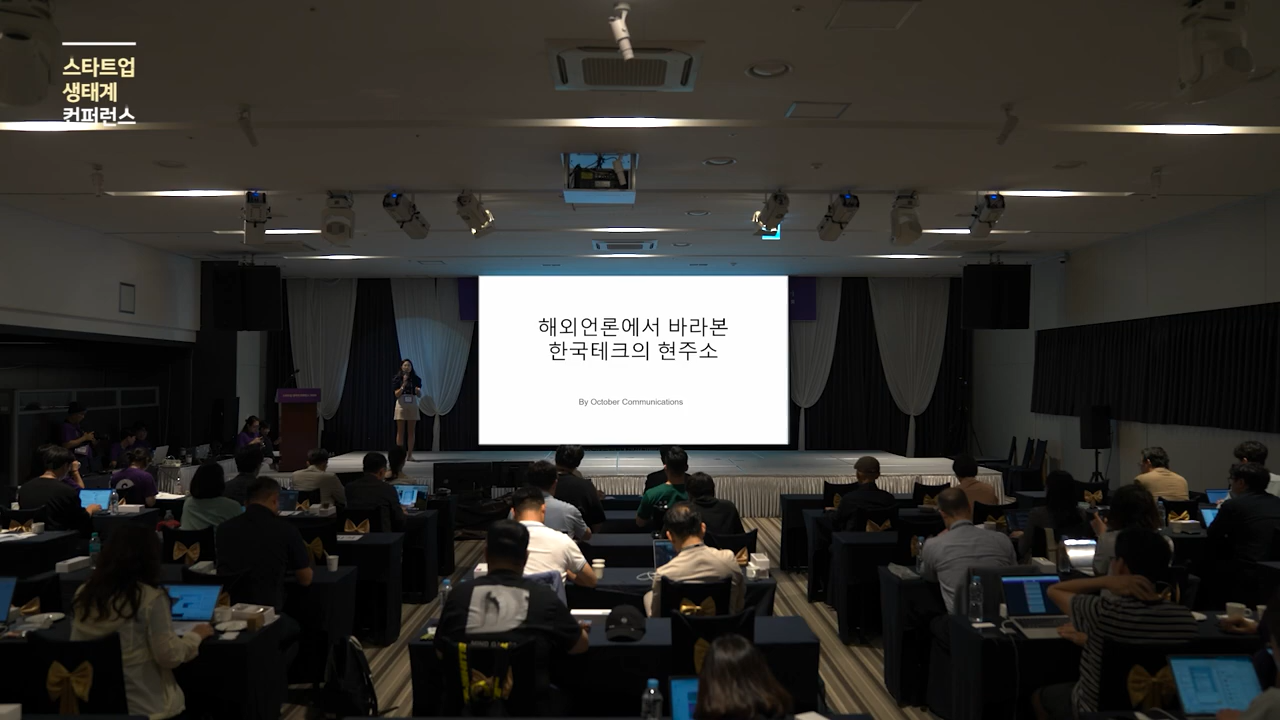 스타트업
생태계
컨퍼런스
해외언론에서 바라본
한국테크의 현주소
By October Communications